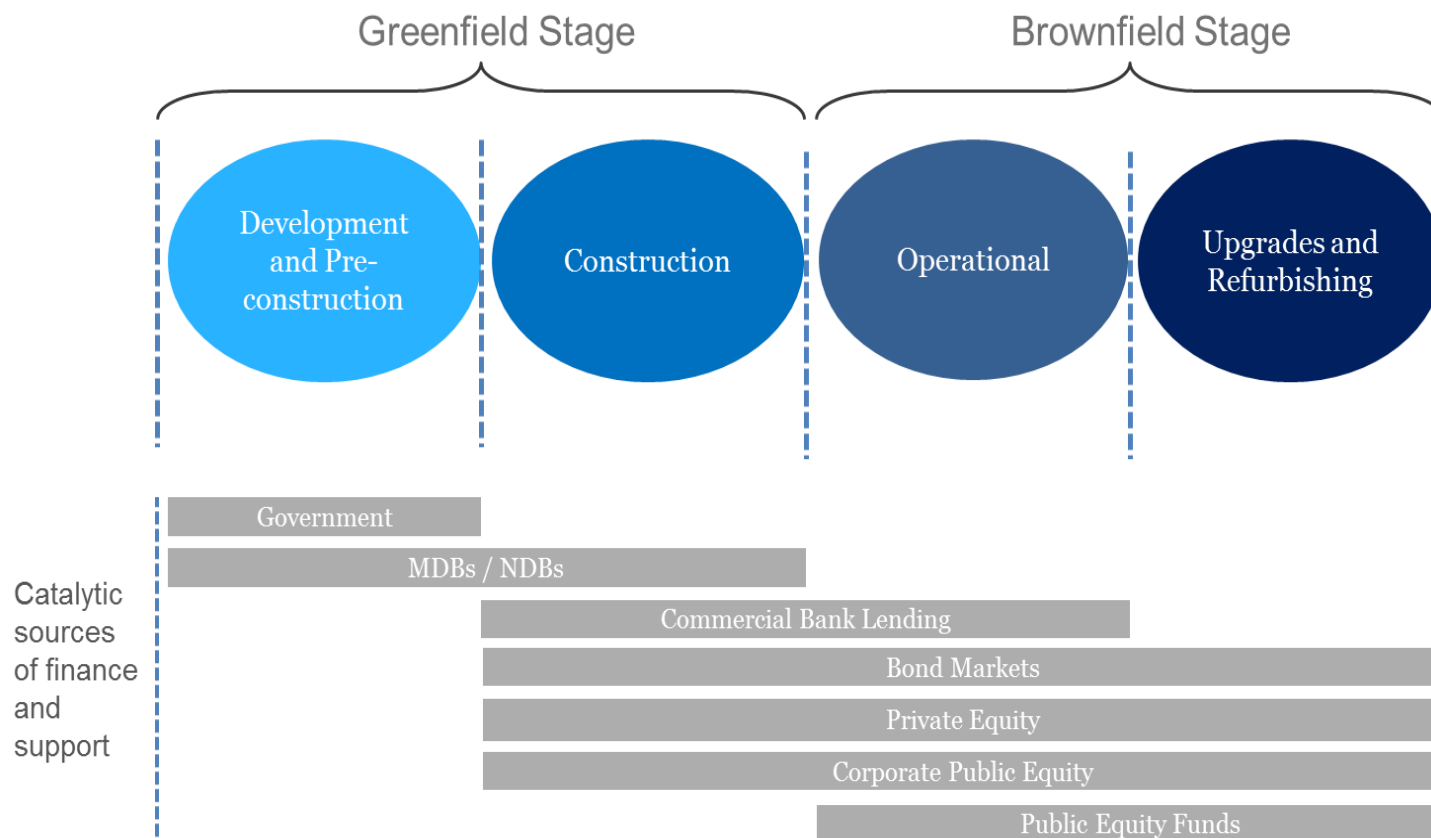 Greenfield Stage
Brownfield Stage
Development
and Pre-
construction
Construction
Operational
Upgrades and
Refurbishing
Catalytic
sources
of finance
and
support
Government
MDBs / NDBs
Commercial Bank Lending
Bond Markets
Private Equity
Corporate Public Equity
Public Equity Funds